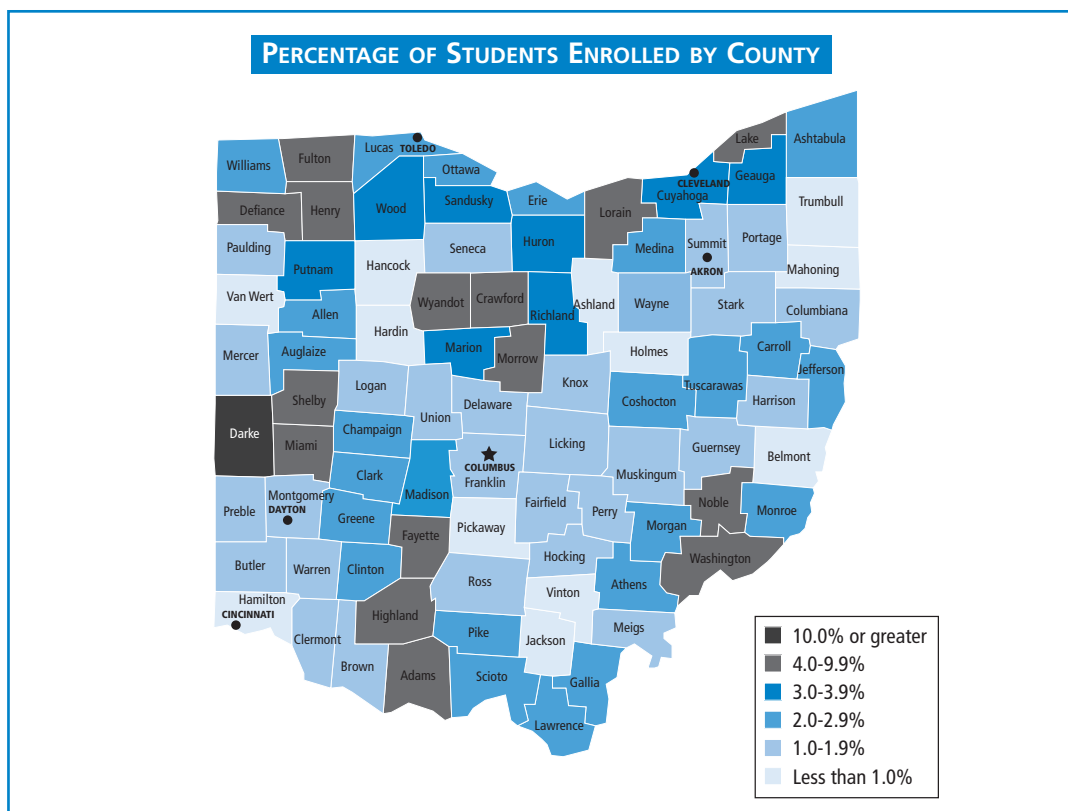 PERCENTAGE OF STUDENTS ENROLLED BY COUNTY
Williams
Fulton
Lucas
TOLEDO
Ottawa
Lake
Ashtabula
Defiance
Henry
Wood
Sandusky
Erie
Lorain
CLEVELAND
Cuyahoga
Geauga
Trumbull
Paulding
Putnam
Hancock
Seneca
Huron
Medina
Summit
AKRON
Portage
Mahoning
Van Wert
Allen
Hardin
Wyandot
Crawford
Richland
Ashland
Wayne
Stark
Columbiana
Mercer
Auglaize
Marion
Morrow
Holmes
Carroll
Jefferson
Shelby
Logan
Union
Delaware
Knox
Coshocton
Tuscarawas
Harrison
Darke
Miami
Champaign
Clark
Madison
COLUMBUS
Franklin
Licking
Muskingum
Guernsey
Belmont
Preble
Montgomery
DAYTON
Greene
Fayette
Pickaway
Fairfield
Perry
Morgan
Noble
Monroe
Butler
Warren
Clinton
Ross
Hocking
Athens
Washington
Hamilton
CINCINNATI
Clermont
Brown
Highland
Adams
Pike
Scioto
Vinton
Jackson
Meigs
Gallia
Lawrence
10.0% or greater
4.0-9.9%
3.0-3.9%
2.0-2.9%
1.0-1.9%
Less than 1.0%